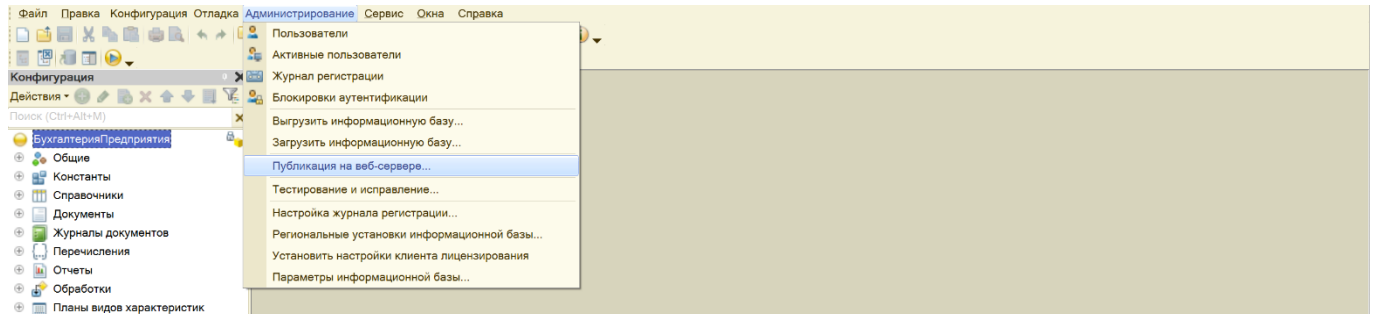 Файл Правка Конфигурация Отладка Администрирование Сервис Окна Справка
Пользователи
Активные пользователи
Журнал регистрации
Блокировки аутентификации
Выгрузить информационную базу...
Загрузить информационную базу...
Публикация на веб-сервере...
Тестирование и исправление...
Настройка журнала регистрации...
Региональные установки информационной базы...
Установить настройки клиента лицензирования
Параметры информационной базы...
Конфигурация
Действия
Поиск (Ctrl+Alt+M)
БухгалтерияПредприятия
Общие
Константы
Справочники
Документы
Журналы документов
Перечисления
Отчеты
Обработки
Планы видов характеристик